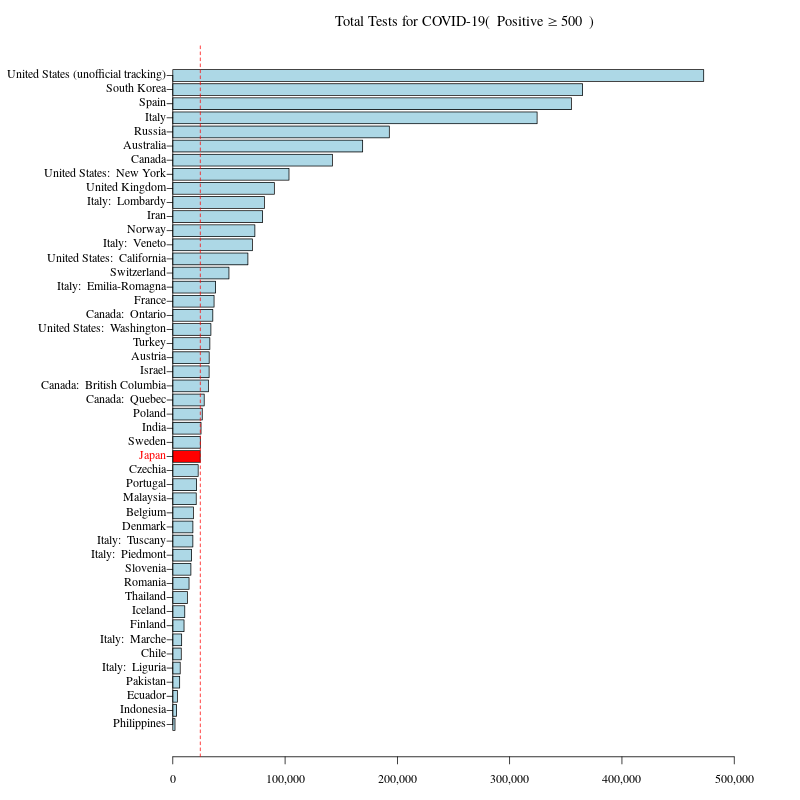 Total Tests for COVID-19(  Positive ≥ 500  )
United States (unofficial tracking)
South Korea
Spain
Italy
Russia
Australia
Canada
United States:  New York
United Kingdom
Italy:  Lombardy
Iran
Norway
Italy:  Veneto
United States:  California
Switzerland
Italy:  Emilia-Romagna
France
Canada:  Ontario
United States:  Washington
Turkey
Austria
Israel
Canada:  British Columbia
Canada:  Quebec
Poland
India
Sweden
Japan
Czechia
Portugal
Malaysia
Belgium
Denmark
Italy:  Tuscany
Italy:  Piedmont
Slovenia
Romania
Thailand
Iceland
Finland
Italy:  Marche
Chile
Italy:  Liguria
Pakistan
Ecuador
Indonesia
Philippines
0 100,000 200,000 300,000 400,000 500,000